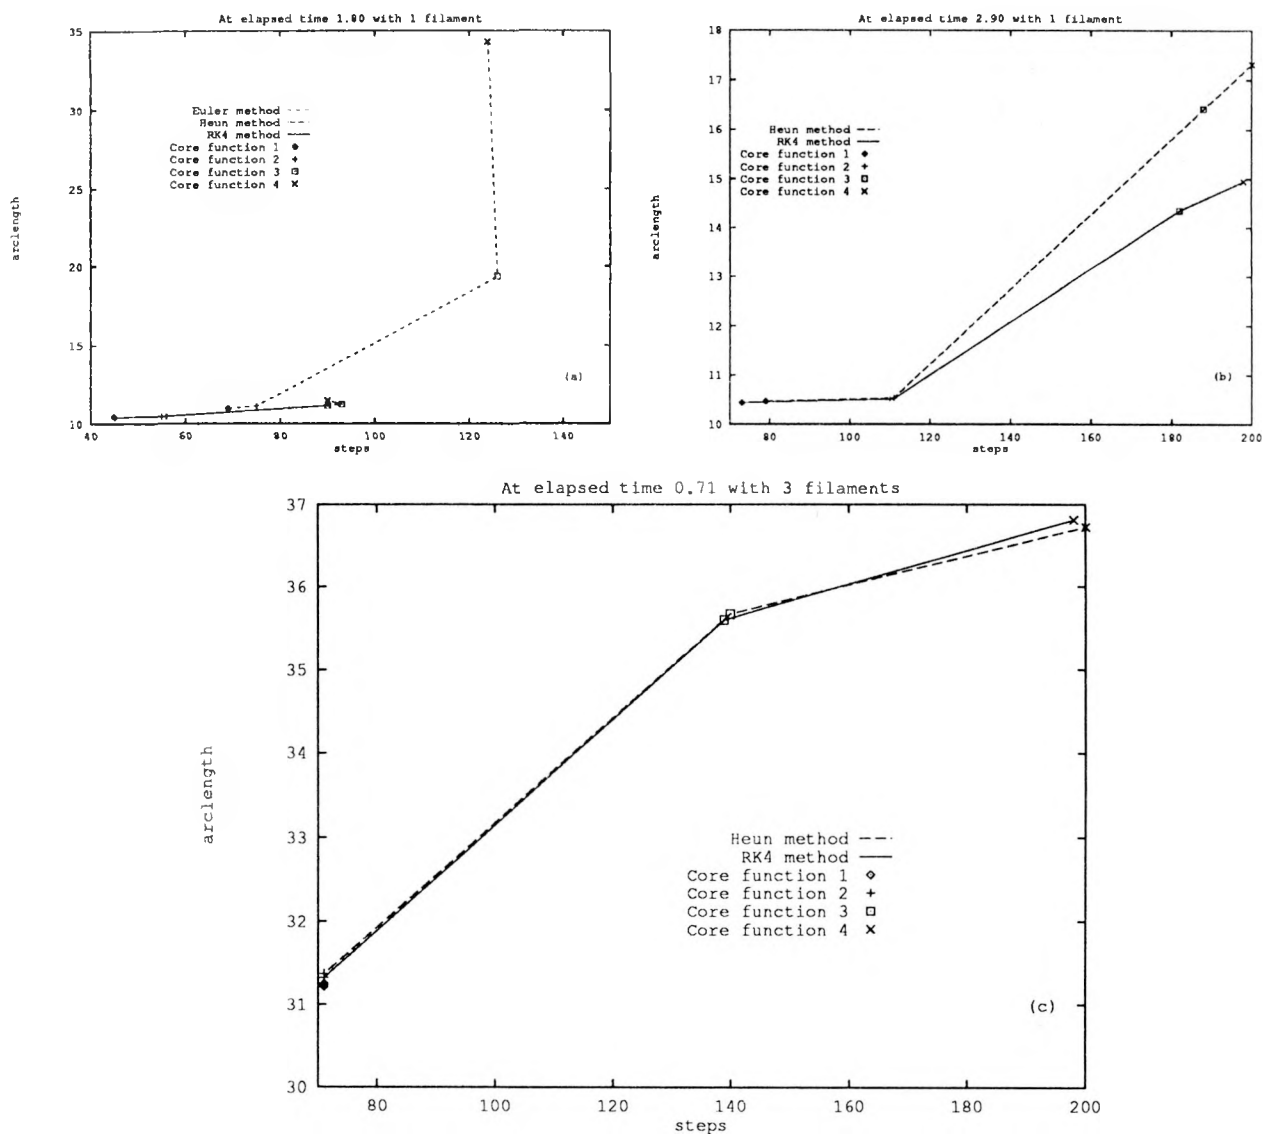 At elapsed time 1.80 with 1 filament
35
30
25
20
15
10
arclength
Euler method
Heun method
RK4 method
Core function 1
Core function 2
Core function 3
Core function 4
(a)
40 60 80 100 120 140
steps
At elapsed time 2.90 with 1 filament
18
17
16
15
14
13
12
11
10
arclength
Heun method
RK4 method
Core function 1
Core function 2
Core function 3
Core function 4
(b)
80 100 120 140 160 180 200
steps
At elapsed time 0.71 with 3 filaments
37
36
35
34
33
32
31
30
arclength
Heun method
RK4 method
Core function 1
Core function 2
Core function 3
Core function 4
(c)
80 100 120 140 160 180 200
steps